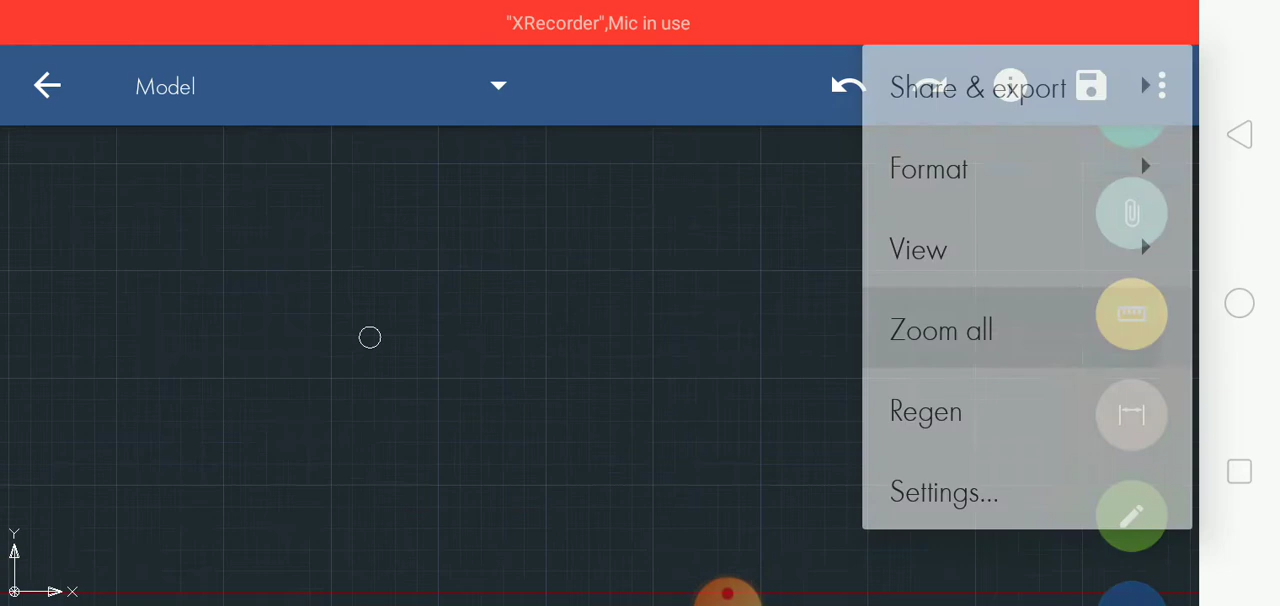 "XRecorder",Mic in use
Model
Share & export
Format
View
Zoom all
Regen
Settings...
Y
X